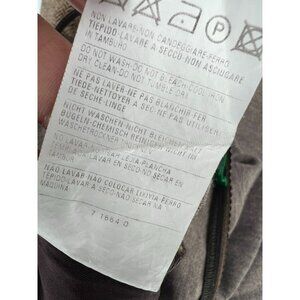 NON LAVARE-NON CANDEGGIARE-FERRO
TIEPIDO-LAVARE A SECCO-NON ASCIUGARE
IN TAMBURO
DO NOT WASH-DO NOT BLEACH-COOL IRON
DRY CLEAN-DO NOT TUMBLE DRY
NE PAS LAVER-NE PAS BLANCHIR-FER
TIEDE-NETTOYER A SEC-NE PAS UTILISER
DE SECHE-LINGE
NICHT WASCHEN NICHT BLEICHEN
BUGELN-CHEMISCH REINIGEN-NICHT IM
WASCHETROCKNER
NO LAVAR
LEJIA-PLANCHA
LAVAR EN SECO-NO SECAR EN
TAMBOR
NÃO LAVAR NÃO COLOCAR LIXIVIA FERRO
TEPIDO-LAVAR A SECO-NÃO SECAR NA
MAQUINA
7 1664 0